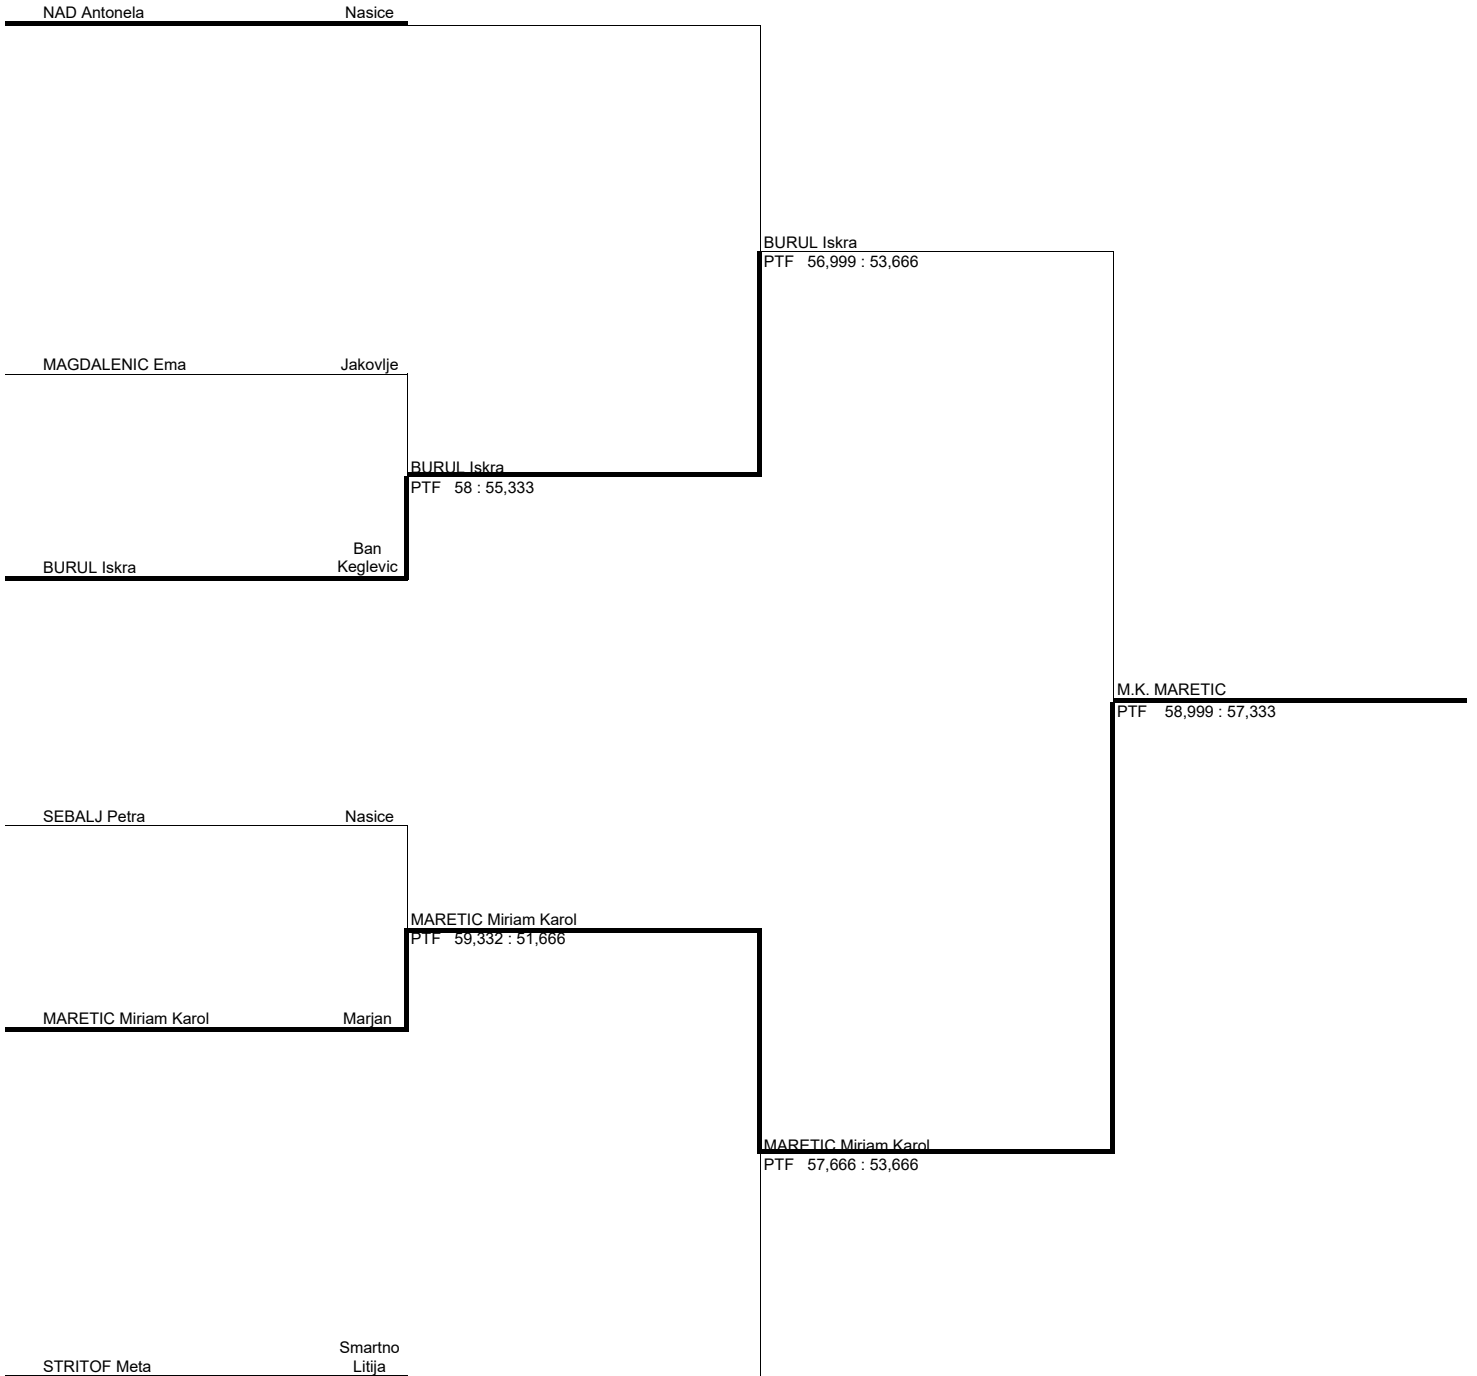 NAD Antonela Nasice
BURUL Iskra
PTF 56,999 : 53,666
MAGDALENIC Ema Jakovlje
BURUL Iskra
PTF 58 : 55,333
Ban
BURUL Iskra Keglevic
M.K. MARETIC
PTF 58,999 : 57,333
SEBALJ Petra Nasice
MARETIC Miriam Karol
PTF 59,332 : 51,666
MARETIC Miriam Karol Marjan
MARETIC Miriam Karol
PTF 57,666 : 53,666
Smartno
STRITOF Meta Litija